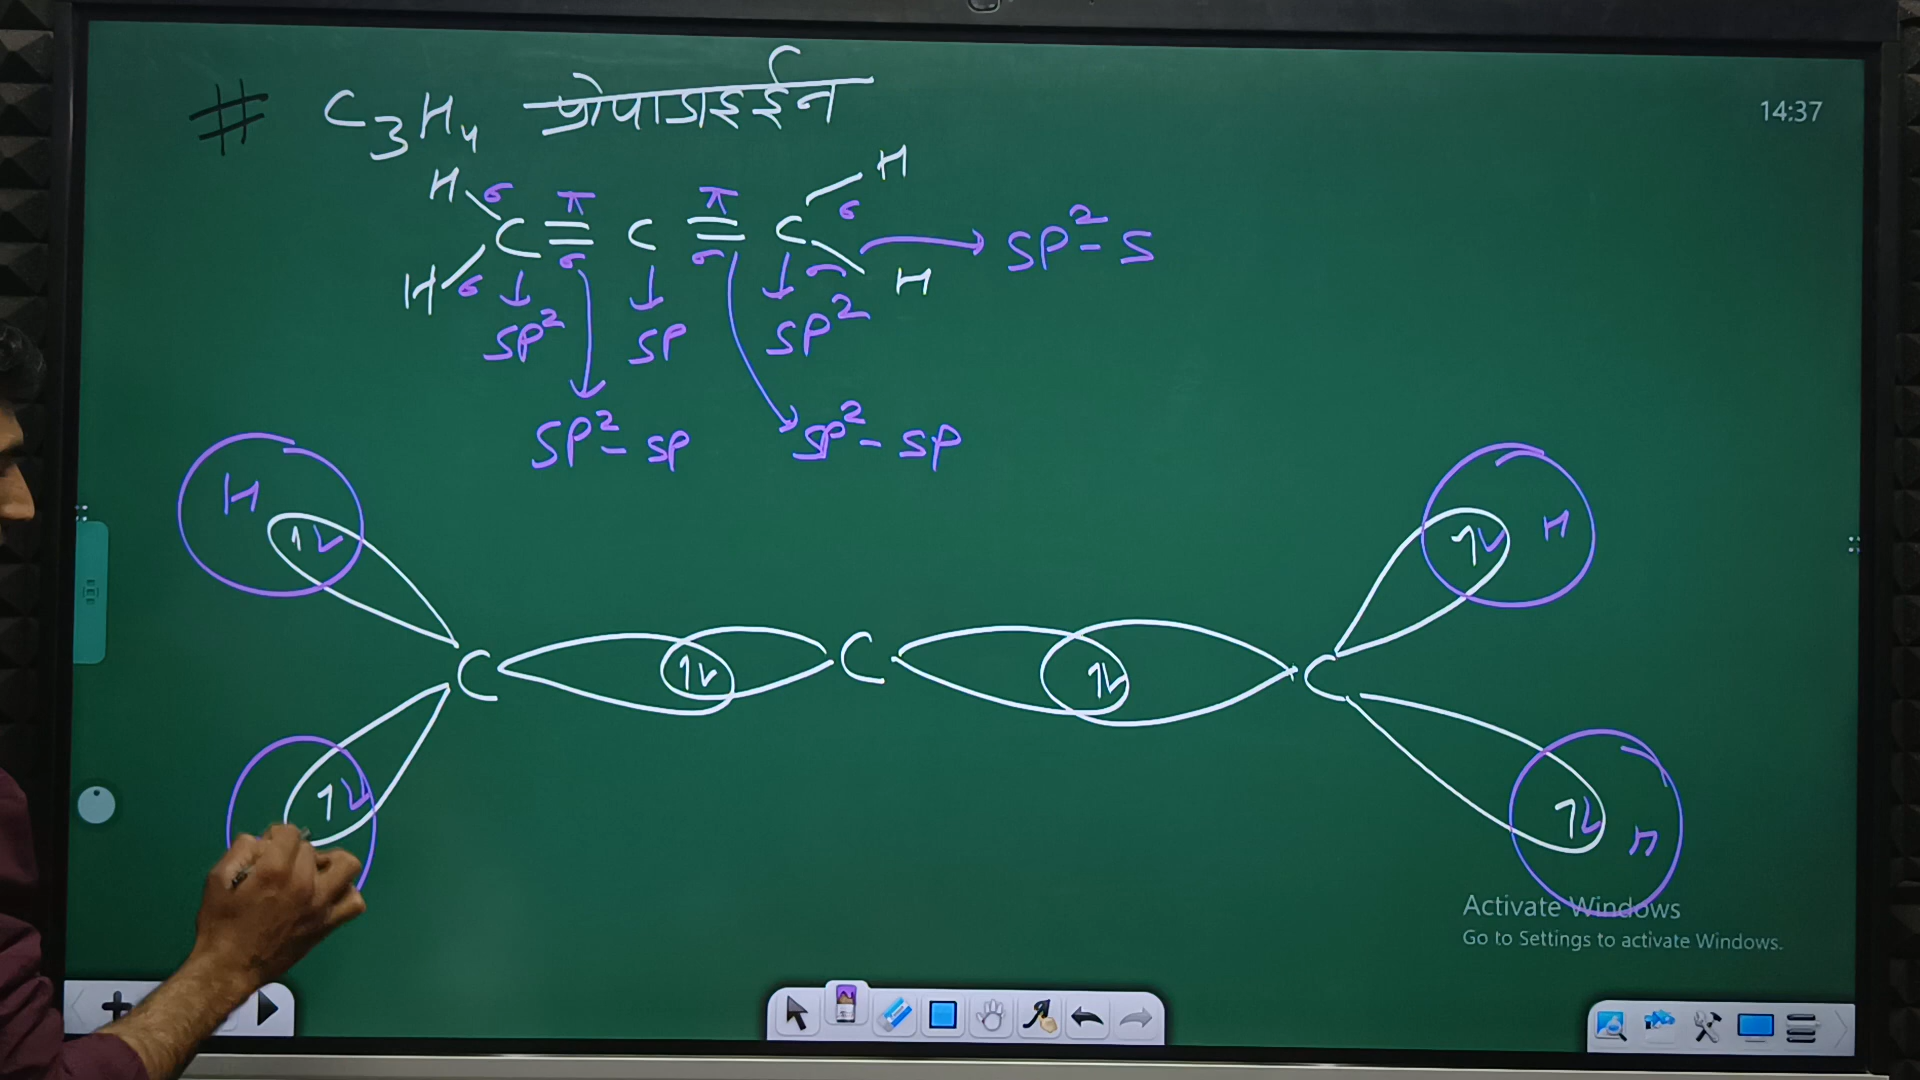 # C3H4 प्रोपाडाइईन
14:37
H σ π π H
C = C = C σ
H σ σ σ σ H → SP²-S
↓ ↓ ↓
SP² SP SP²
SP²-SP SP²-SP
H 1↓ 1↓ H
C 1↓ C 1↓ C
1↓ 1↓ H
Activate Windows
Go to Settings to activate Windows.